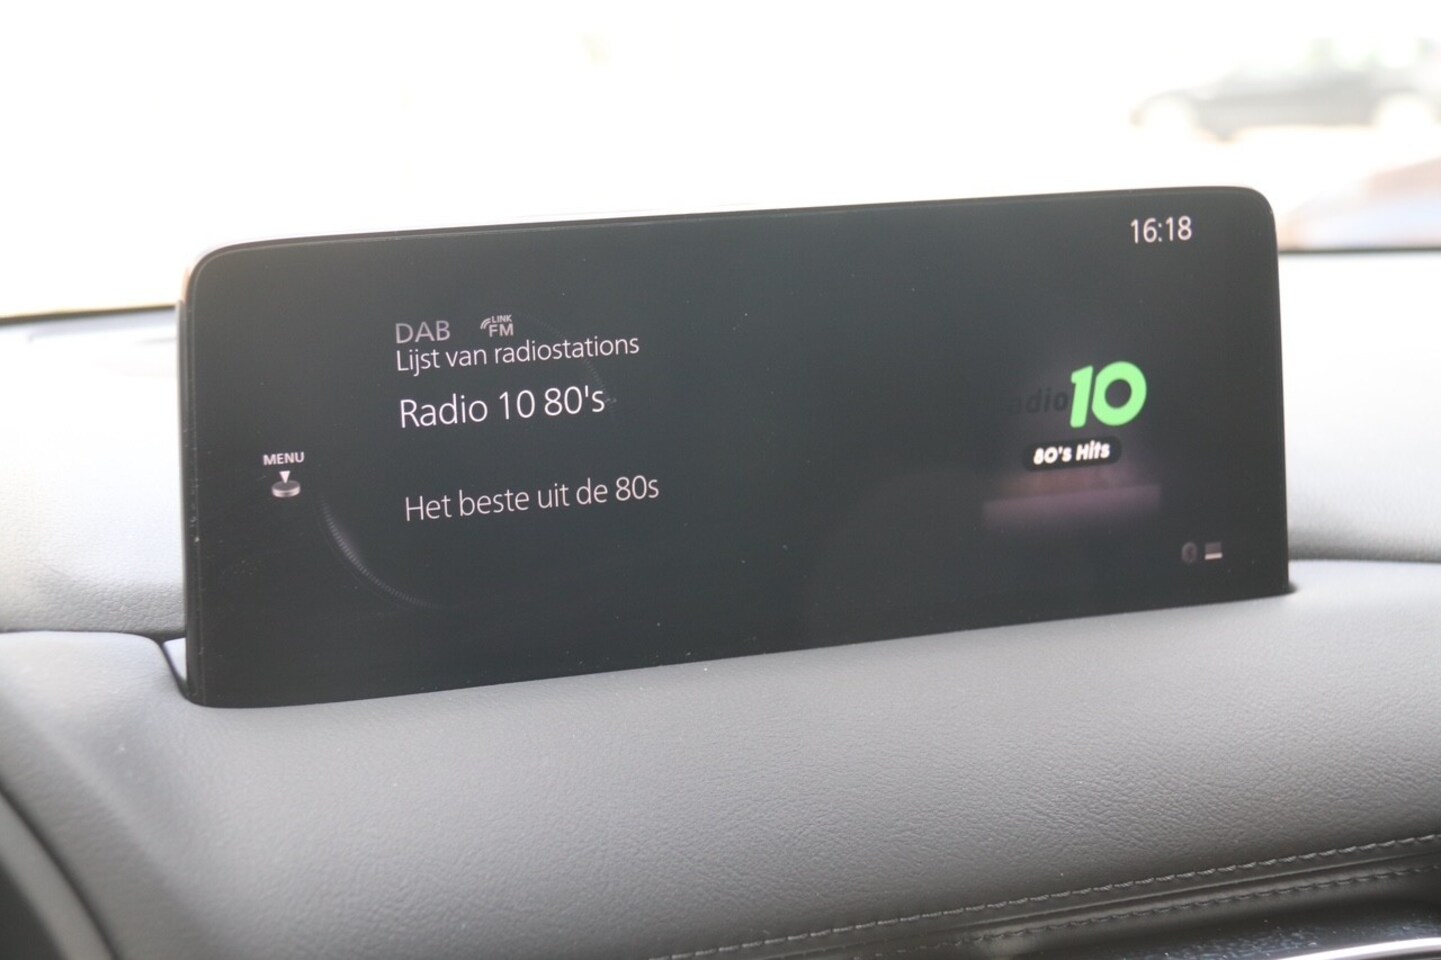 16:18
DAB LINK FM
Lijst van radiostations
Radio 10 80's
MENU
Het beste uit de 80s
radio10
80's Hits